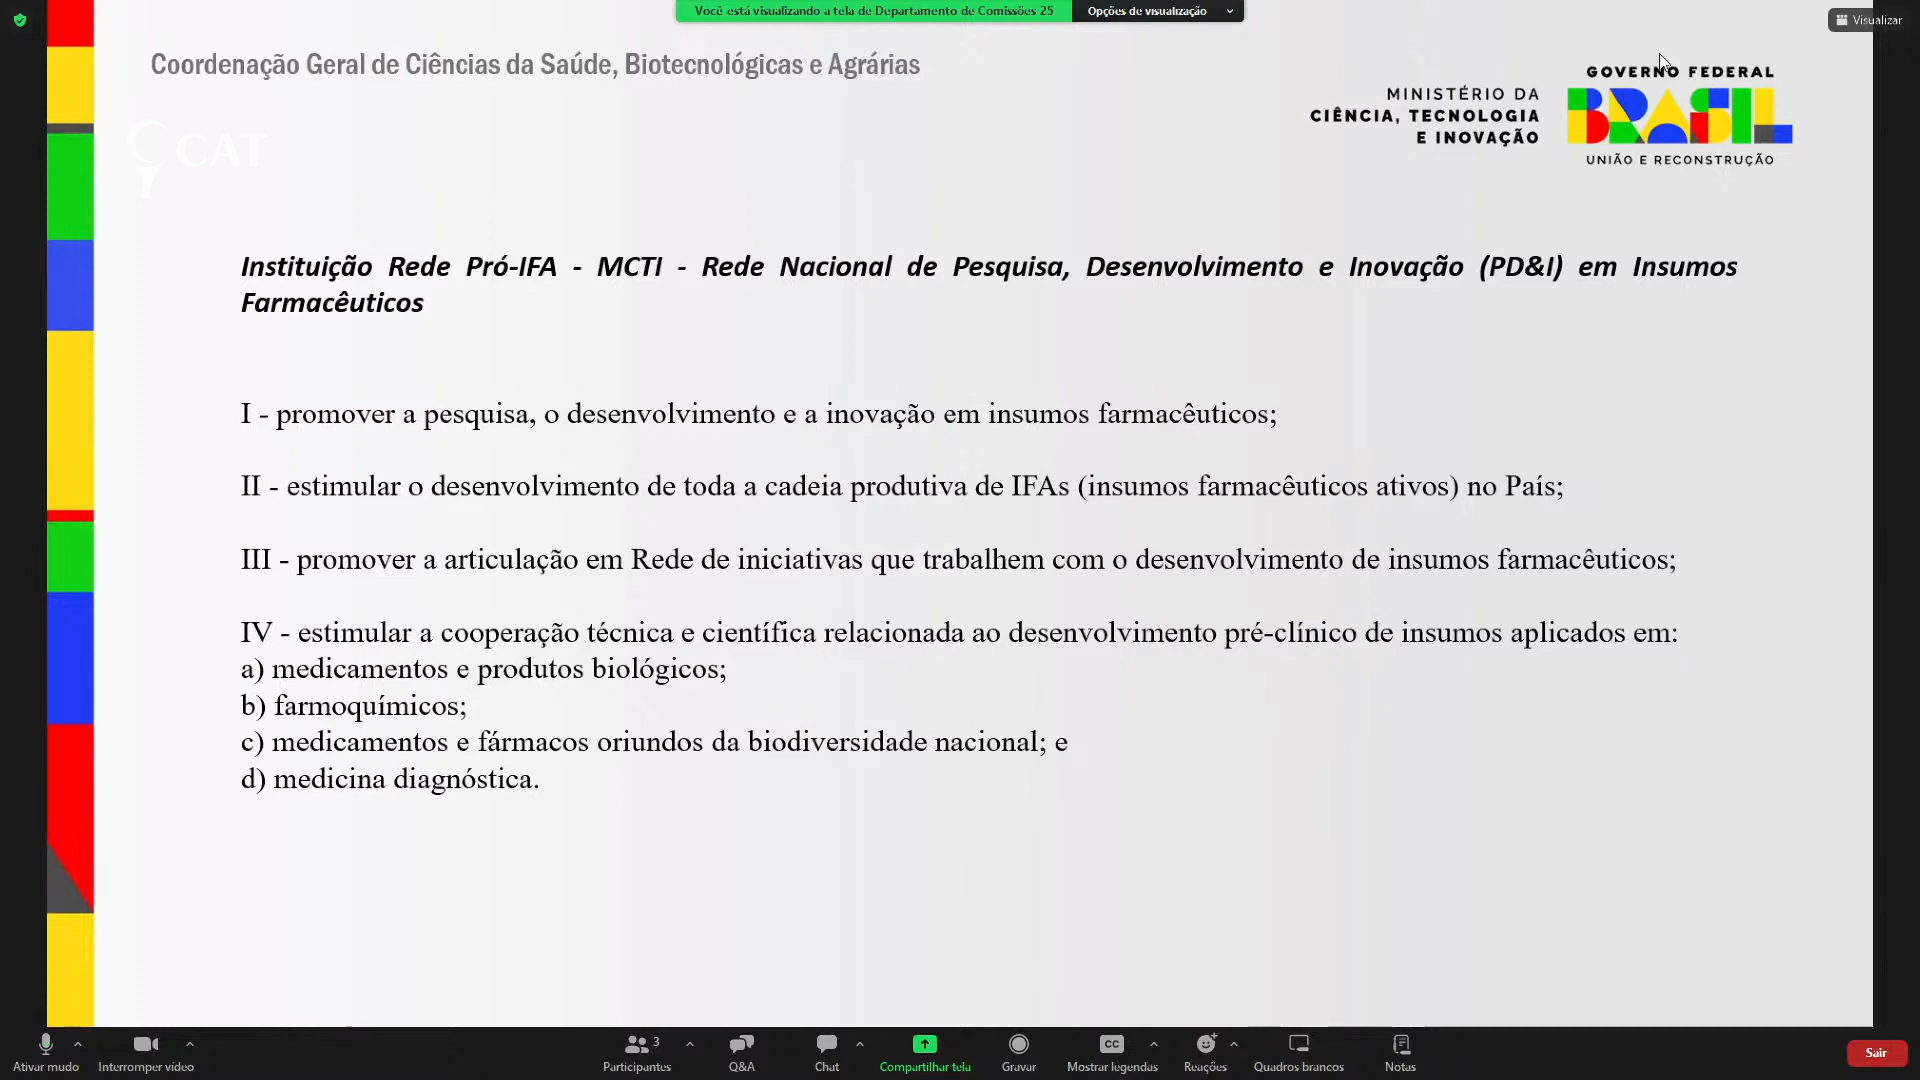 Você está visualizando a tela de Departamento de Comissões 25
Opções de visualização
Visualizar
Coordenação Geral de Ciências da Saúde, Biotecnológicas e Agrárias
CAT
MINISTÉRIO DA
CIÊNCIA, TECNOLOGIA
E INOVAÇÃO
GOVERNO FEDERAL
BRASIL
UNIÃO E RECONSTRUÇÃO
Instituição Rede Pró-IFA - MCTI - Rede Nacional de Pesquisa, Desenvolvimento e Inovação (PD&I) em Insumos
Farmacêuticos
I - promover a pesquisa, o desenvolvimento e a inovação em insumos farmacêuticos;
II - estimular o desenvolvimento de toda a cadeia produtiva de IFAs (insumos farmacêuticos ativos) no País;
III - promover a articulação em Rede de iniciativas que trabalhem com o desenvolvimento de insumos farmacêuticos;
IV - estimular a cooperação técnica e científica relacionada ao desenvolvimento pré-clínico de insumos aplicados em:
a) medicamentos e produtos biológicos;
b) farmoquímicos;
c) medicamentos e fármacos oriundos da biodiversidade nacional; e
d) medicina diagnóstica.
Ativar mudo
Interromper vídeo
3
Participantes
Q&A
Chat
Compartilhar tela
Gravar
CC
Mostrar legendas
Reações
Quadros brancos
Notas
Sair